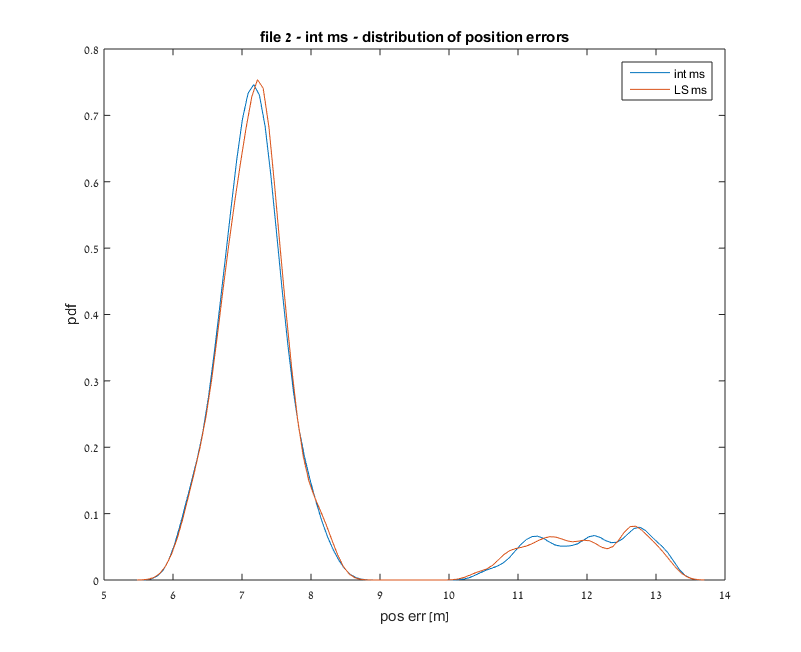 file 2 - int ms - distribution of position errors
int ms
LS ms
pdf
0.8
0.7
0.6
0.5
0.4
0.3
0.2
0.1
0
5 6 7 8 9 10 11 12 13 14
pos err [m]